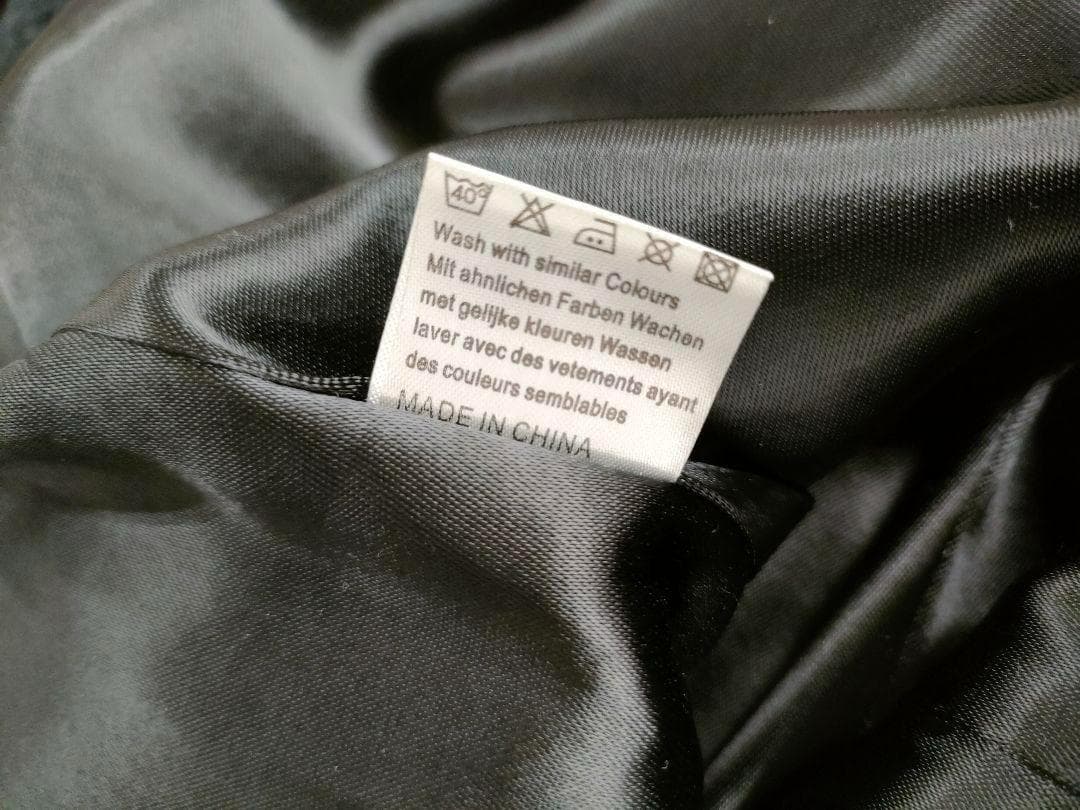 40°
Wash with similar Colours
Mit ahnlichen Farben Wachen
met gelijke kleuren Wassen
laver avec des vetements ayant
des couleurs semblables
MADE IN CHINA